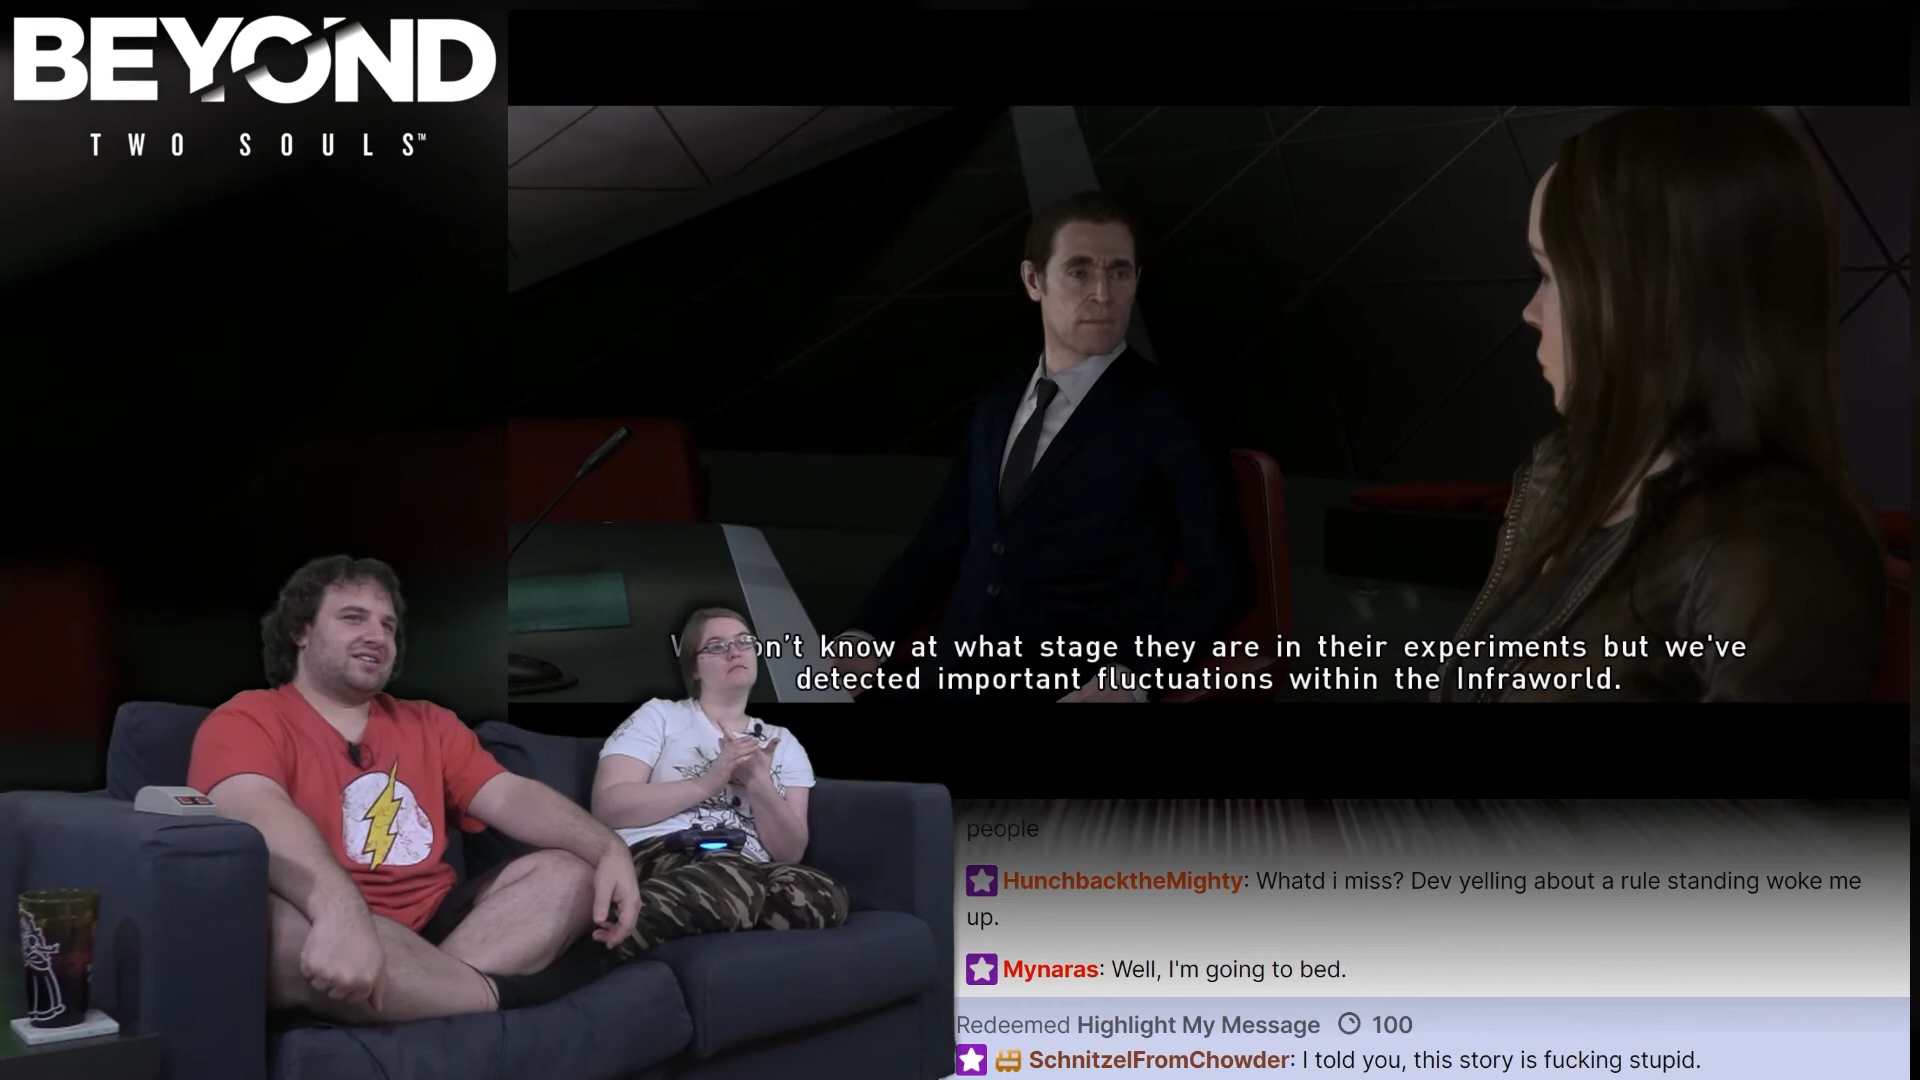 BEYOND
TWO SOULS™
on't know at what stage they are in their experiments but we've
detected important fluctuations within the Infraworld.
people
HunchbacktheMighty: Whatd i miss? Dev yelling about a rule standing woke me
up.
Mynaras: Well, I'm going to bed.
Redeemed Highlight My Message 100
SchnitzelFromChowder: I told you, this story is fucking stupid.